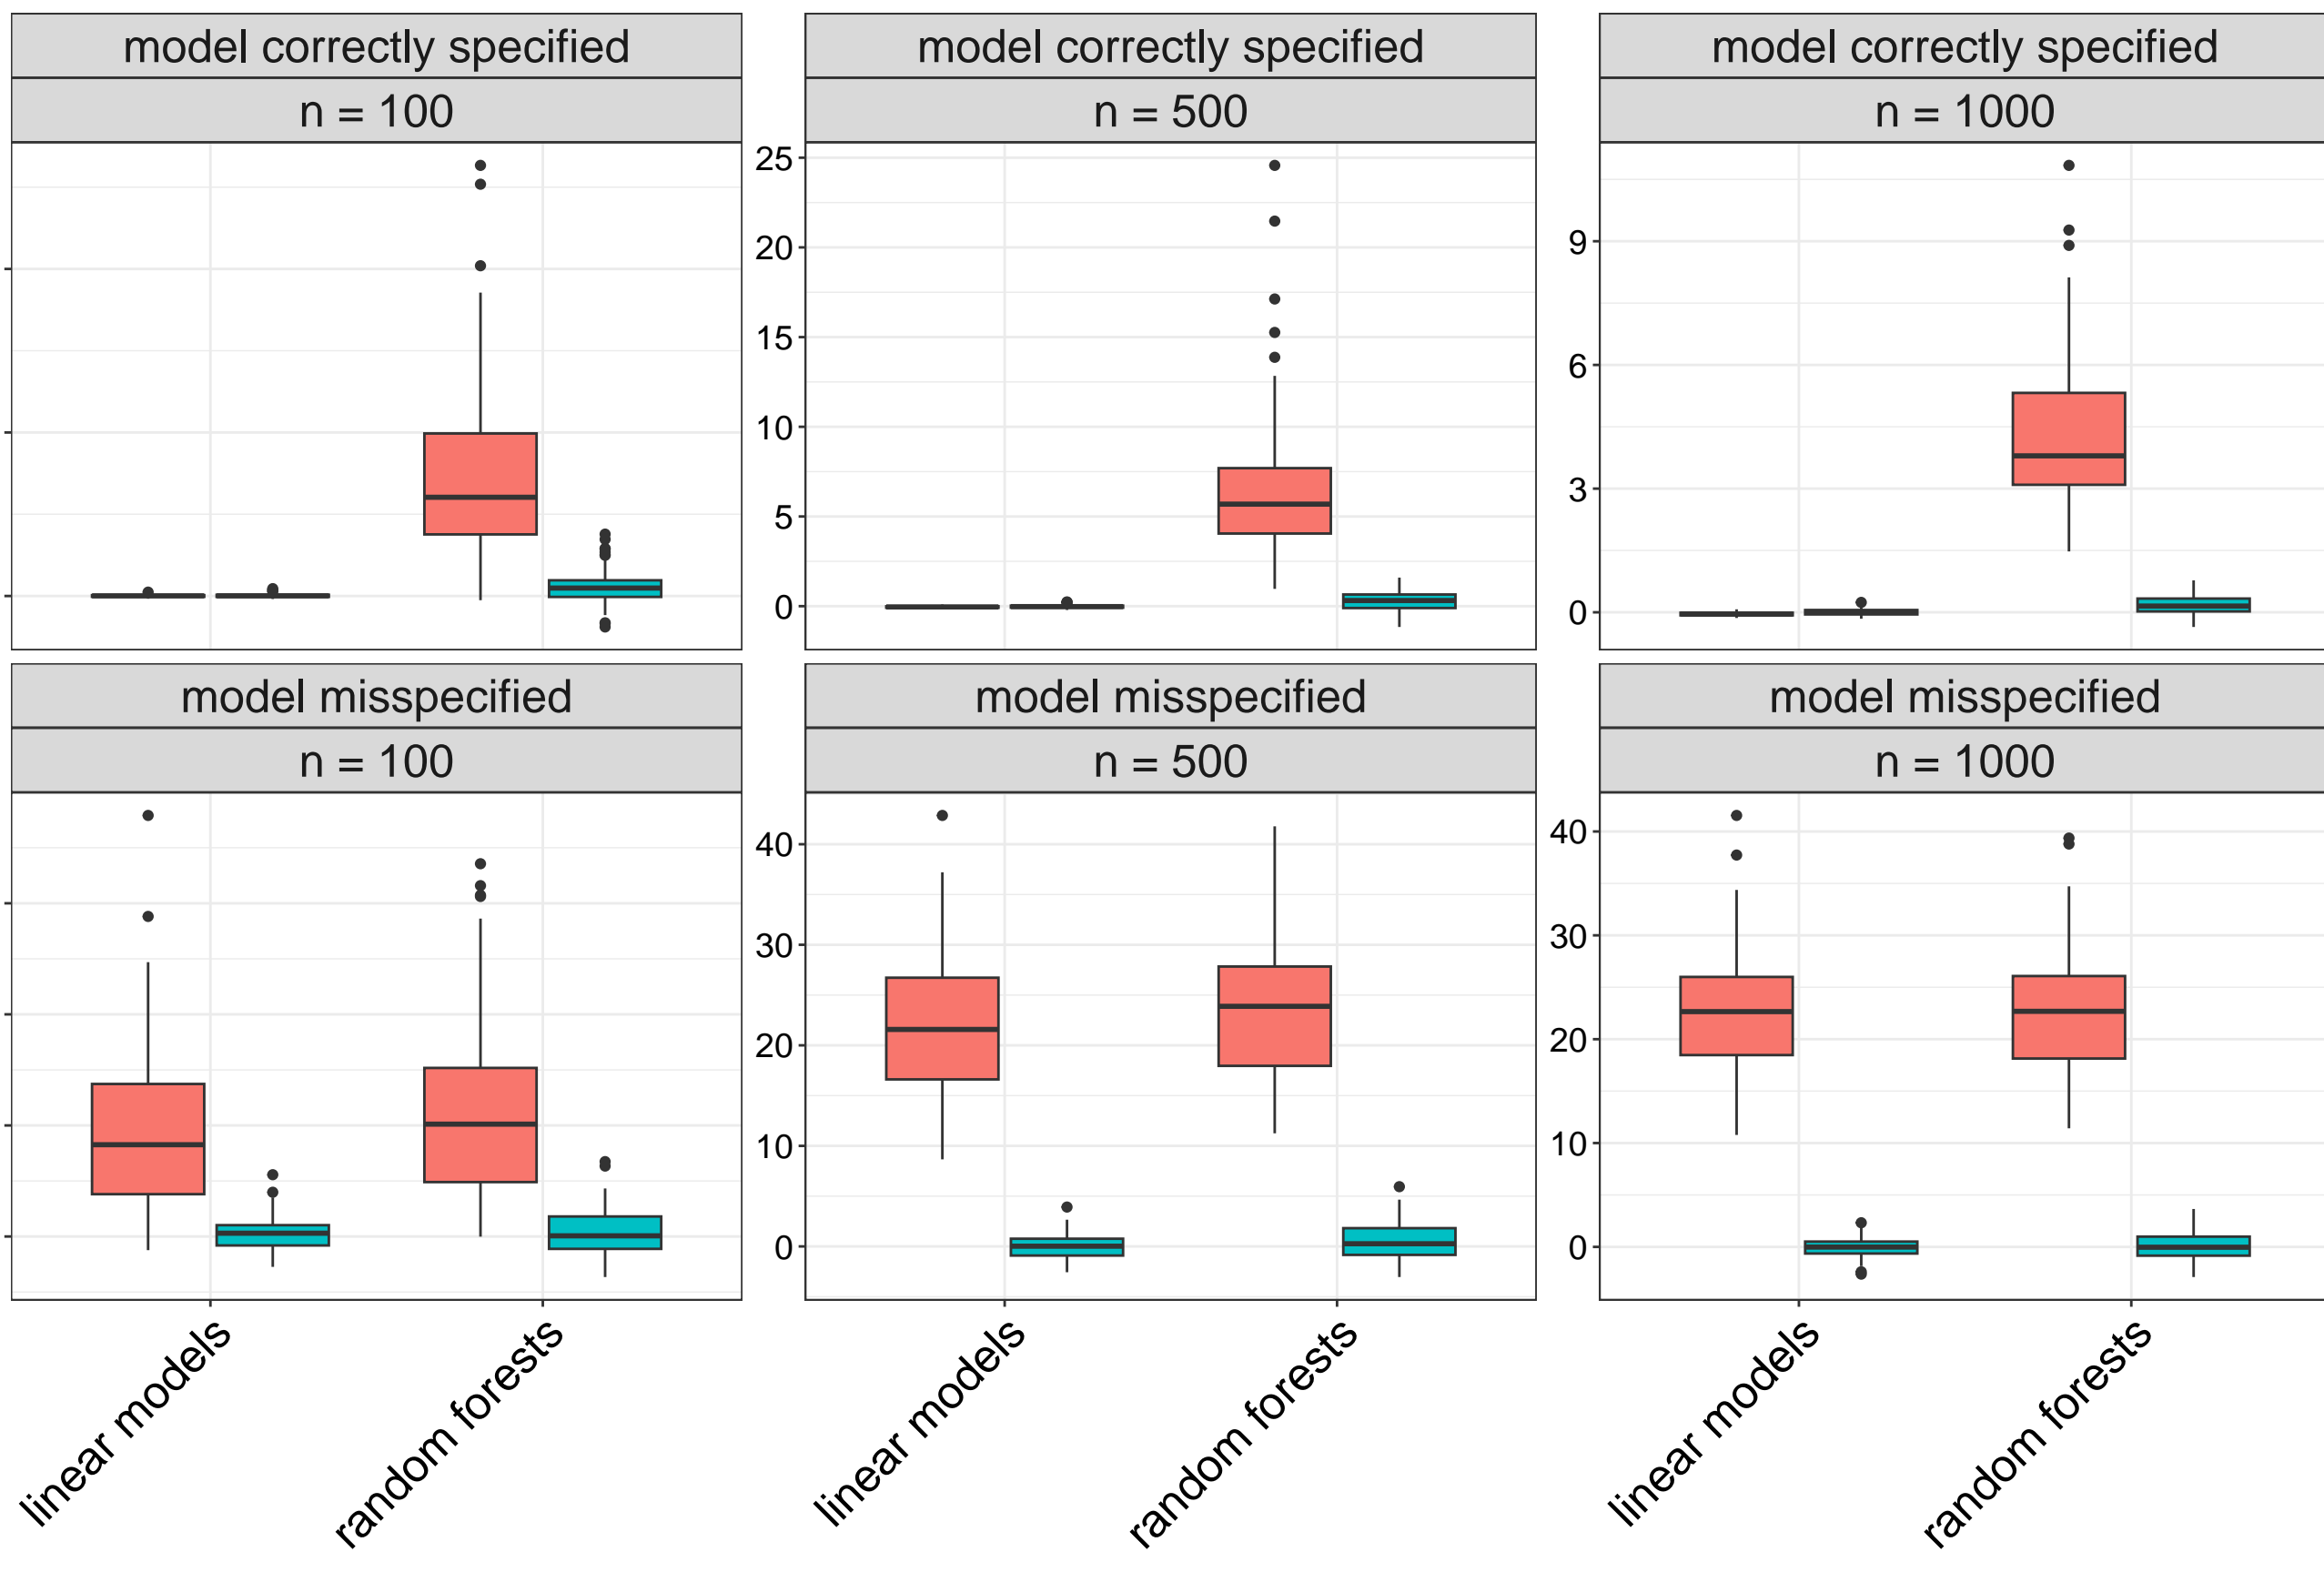 model correctly specified
n = 100
model correctly specified
n = 500
model correctly specified
n = 1000
25
20
15
10
5
0
9
6
3
0
model misspecified
n = 100
model misspecified
n = 500
model misspecified
n = 1000
40
30
20
10
0
40
30
20
10
0
linear models
random forests
linear models
random forests
linear models
random forests